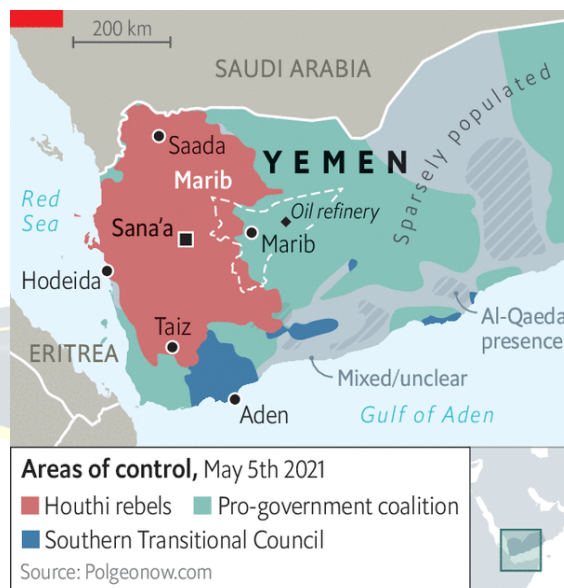 200 km
SAUDI ARABIA
Sparsely populated
Saada
YEMEN
Marib
Red
Sea
Sana’a
Oil refinery
Marib
Hodeida
Taiz
Al-Qaeda
presence
ERITREA
Mixed/unclear
Aden
Gulf of Aden
Areas of control, May 5th 2021
Houthi rebels
Pro-government coalition
Southern Transitional Council
Source: Polgeonow.com